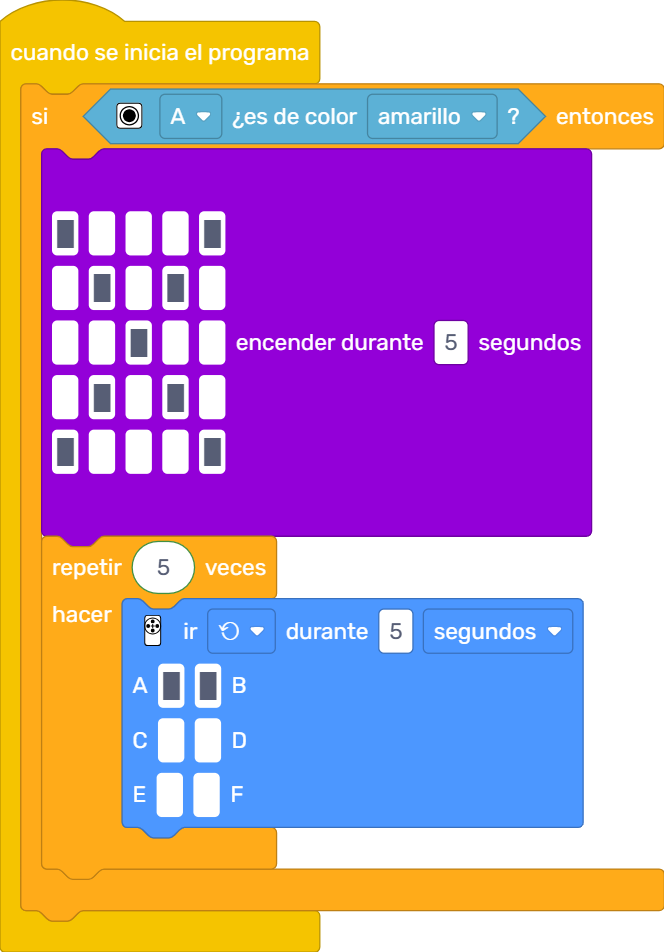 cuando se inicia el programa
si A ¿es de color amarillo ? entonces
encender durante 5 segundos
repetir 5 veces
hacer
ir durante 5 segundos
A B
C D
E F